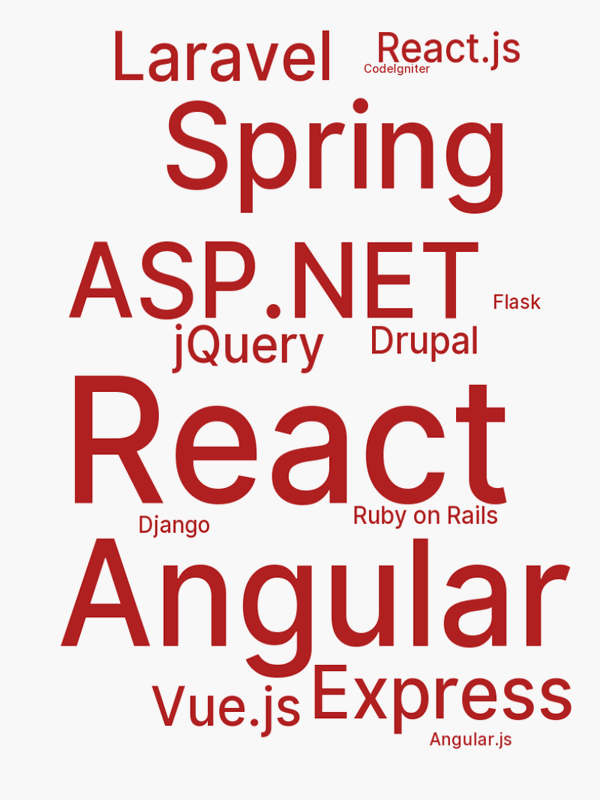 Laravel
React.js
CodeIgniter
Spring
ASP.NET
Flask
jQuery
Drupal
React
Ruby on Rails
Django
Angular
Express
Vue.js
Angular.js